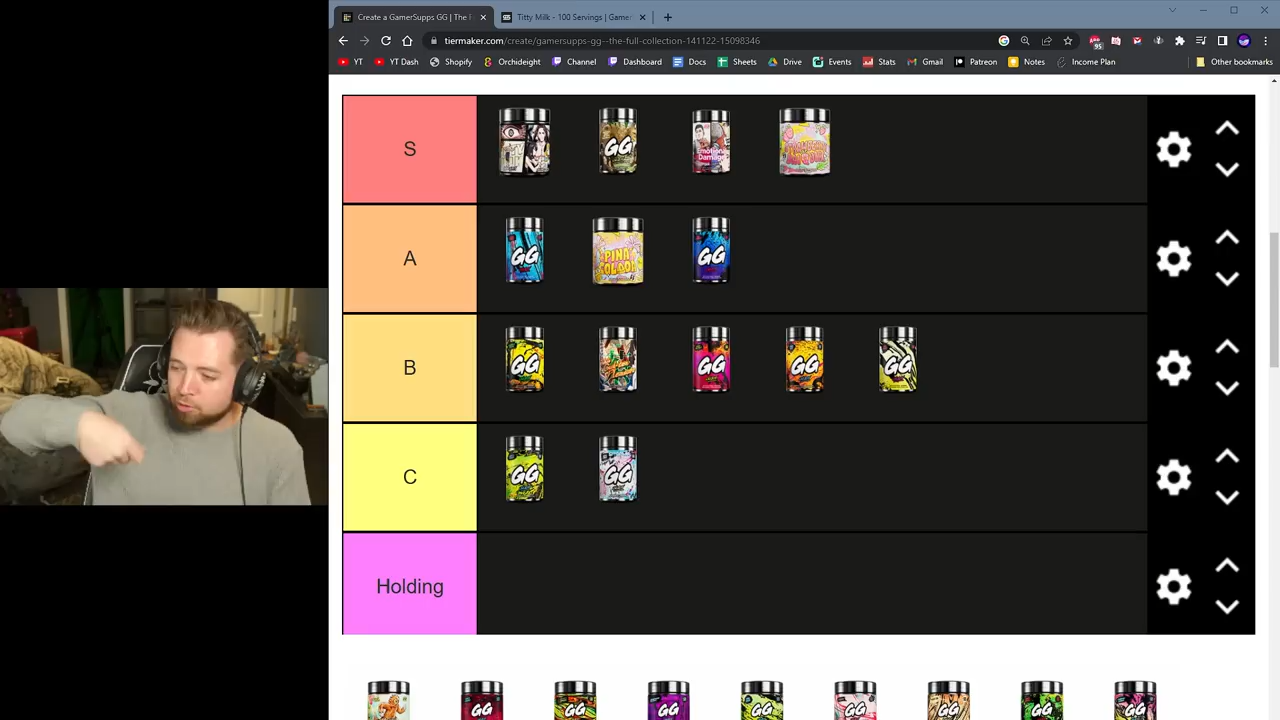 Create a GamerSupps GG | The F
Titty Milk - 100 Servings | Gamer
tiermaker.com/create/gamersupps-gg--the-full-collection-141122-15098346
95
YT
YT Dash
Shopify
Orchideight
Channel
Dashboard
Docs
Sheets
Drive
Events
Stats
Gmail
Patreon
Notes
Income Plan
Other bookmarks
S
GG
Emotional
Damage
A
GG
PINA
COLADA
GG
B
GG
GG
GG
GG
C
GG
GG
Holding
GG
GG
GG
GG
GG
GG
GG
GG